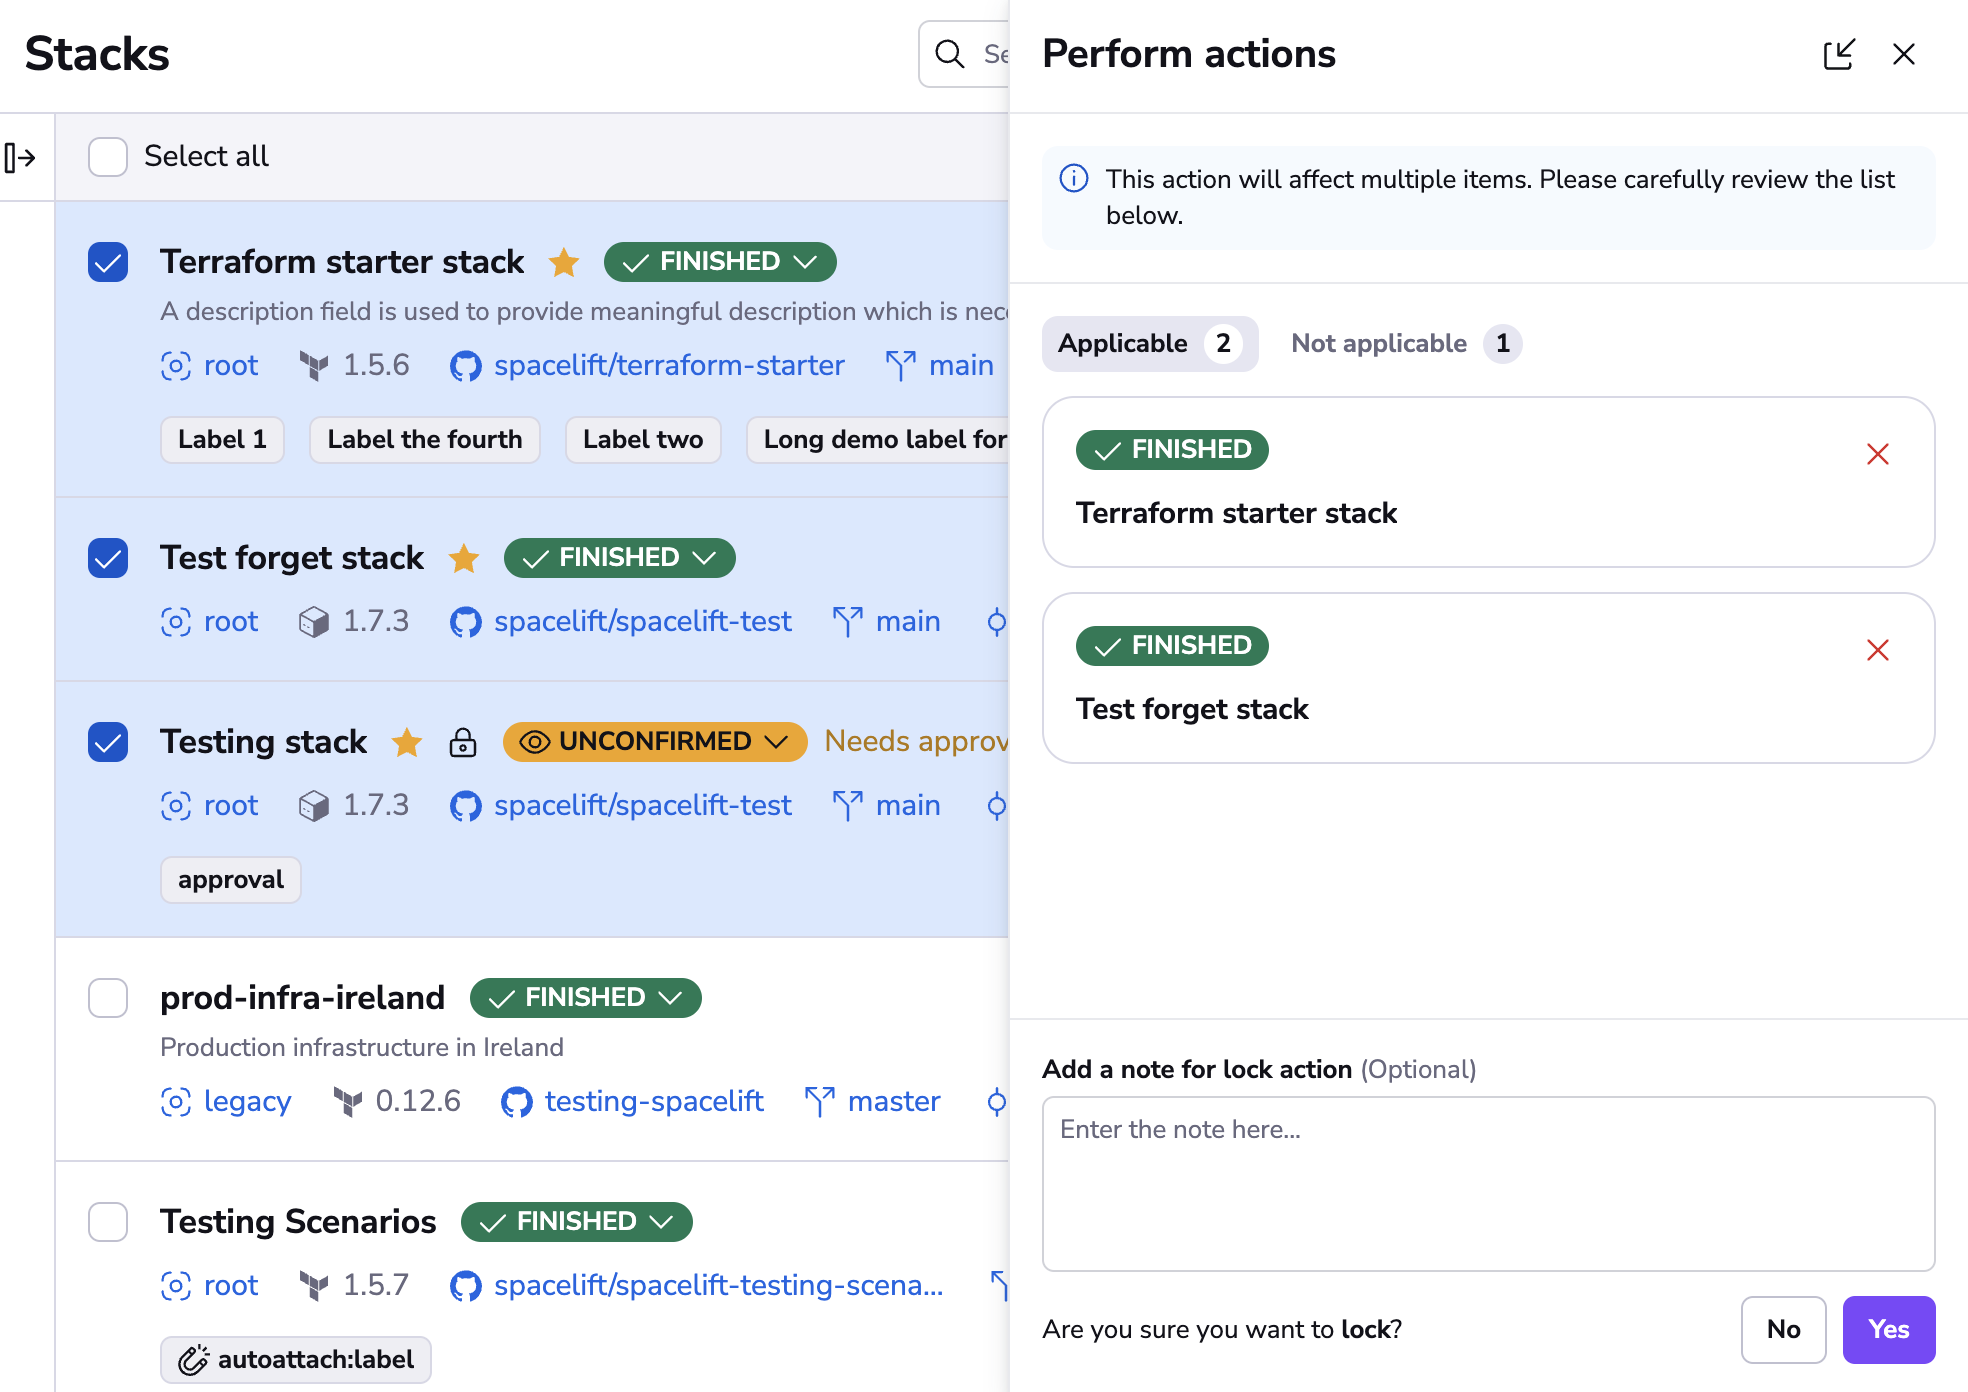 Stacks
Select all
Terraform starter stack FINISHED
A description field is used to provide meaningful description which is
root 1.5.6 spacelift/terraform-starter main
Label 1 Label the fourth Label two Long demo label for
Test forget stack FINISHED
root 1.7.3 spacelift/spacelift-test main
Testing stack UNCONFIRMED Needs
root 1.7.3 spacelift/spacelift-test main
approval
prod-infra-ireland FINISHED
Production infrastructure in Ireland
legacy 0.12.6 testing-spacelift master
Testing Scenarios FINISHED
root 1.5.7 spacelift/spacelift-testing-scena...
autoattach:label
Perform actions
This action will affect multiple items. Please carefully review the list
below.
Applicable 2 Not applicable 1
FINISHED
Terraform starter stack
FINISHED
Test forget stack
Add a note for lock action (Optional)
Enter the note here...
Are you sure you want to lock? No Yes